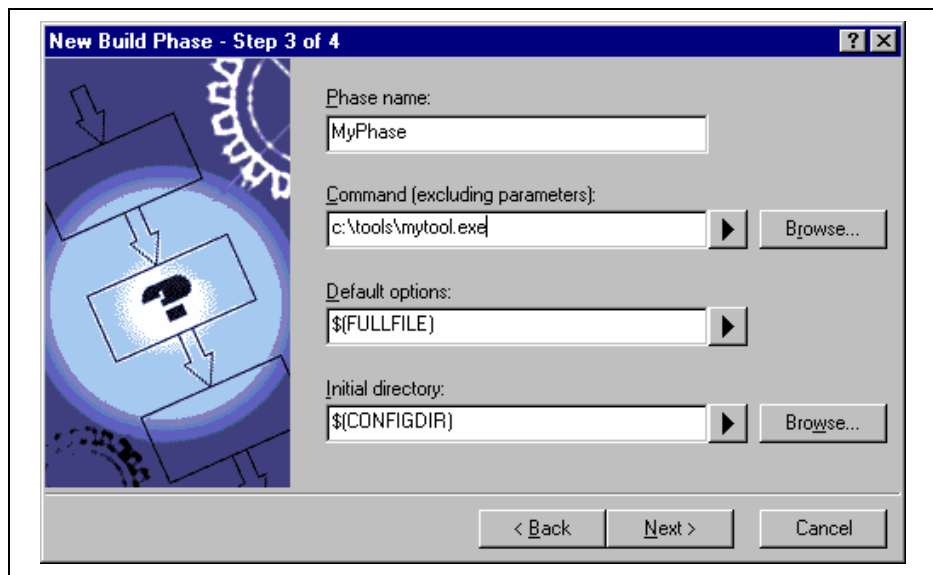 New Build Phase - Step 3 of 4
Phase name:
MyPhase
Command (excluding parameters):
c:\tools\mytool.exe
Browse...
Default options:
$(FULLFILE)
Initial directory:
$(CONFIGDIR)
Browse...
< Back
Next >
Cancel